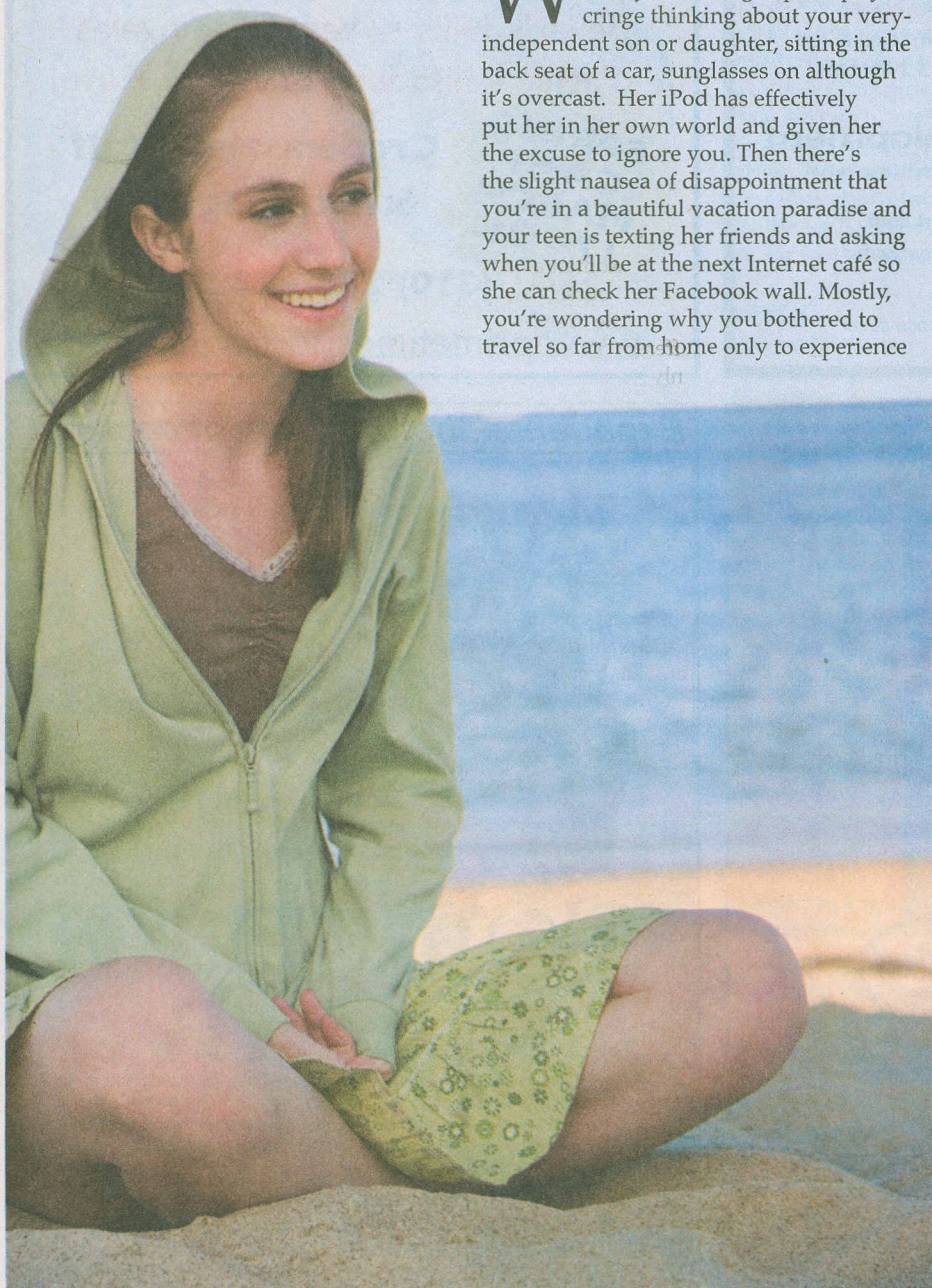 W
cringe thinking about your very-
independent son or daughter, sitting in the
back seat of a car, sunglasses on although
it's overcast. Her iPod has effectively
put her in her own world and given her
the excuse to ignore you. Then there's
the slight nausea of disappointment that
you're in a beautiful vacation paradise and
your teen is texting her friends and asking
when you'll be at the next Internet café so
she can check her Facebook wall. Mostly,
you're wondering why you bothered to
travel so far from home only to experience